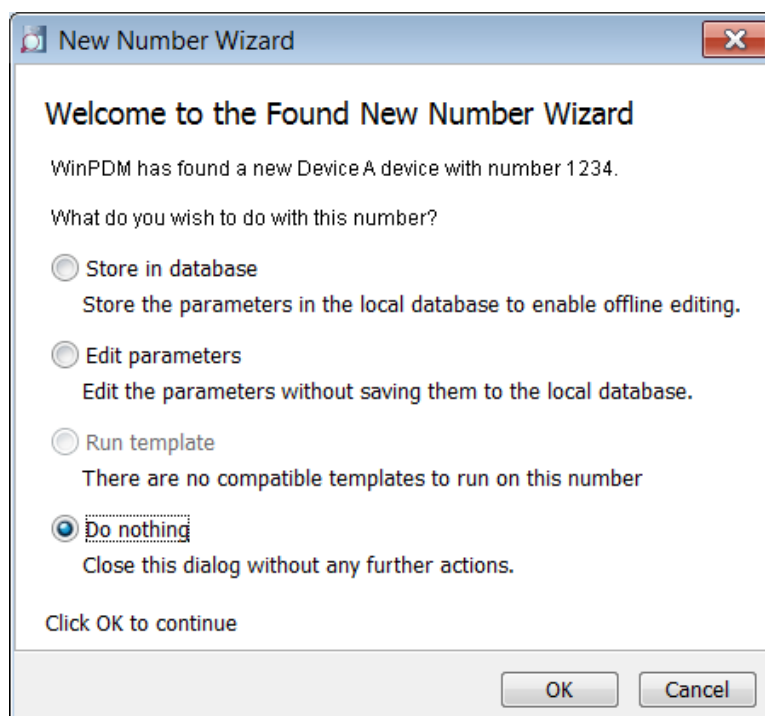 New Number Wizard
Welcome to the Found New Number Wizard
WinPDM has found a new Device A device with number 1234.
What do you wish to do with this number?
Store in database
Store the parameters in the local database to enable offline editing.
Edit parameters
Edit the parameters without saving them to the local database.
Run template
There are no compatible templates to run on this number
Do nothing
Close this dialog without any further actions.
Click OK to continue
OK Cancel